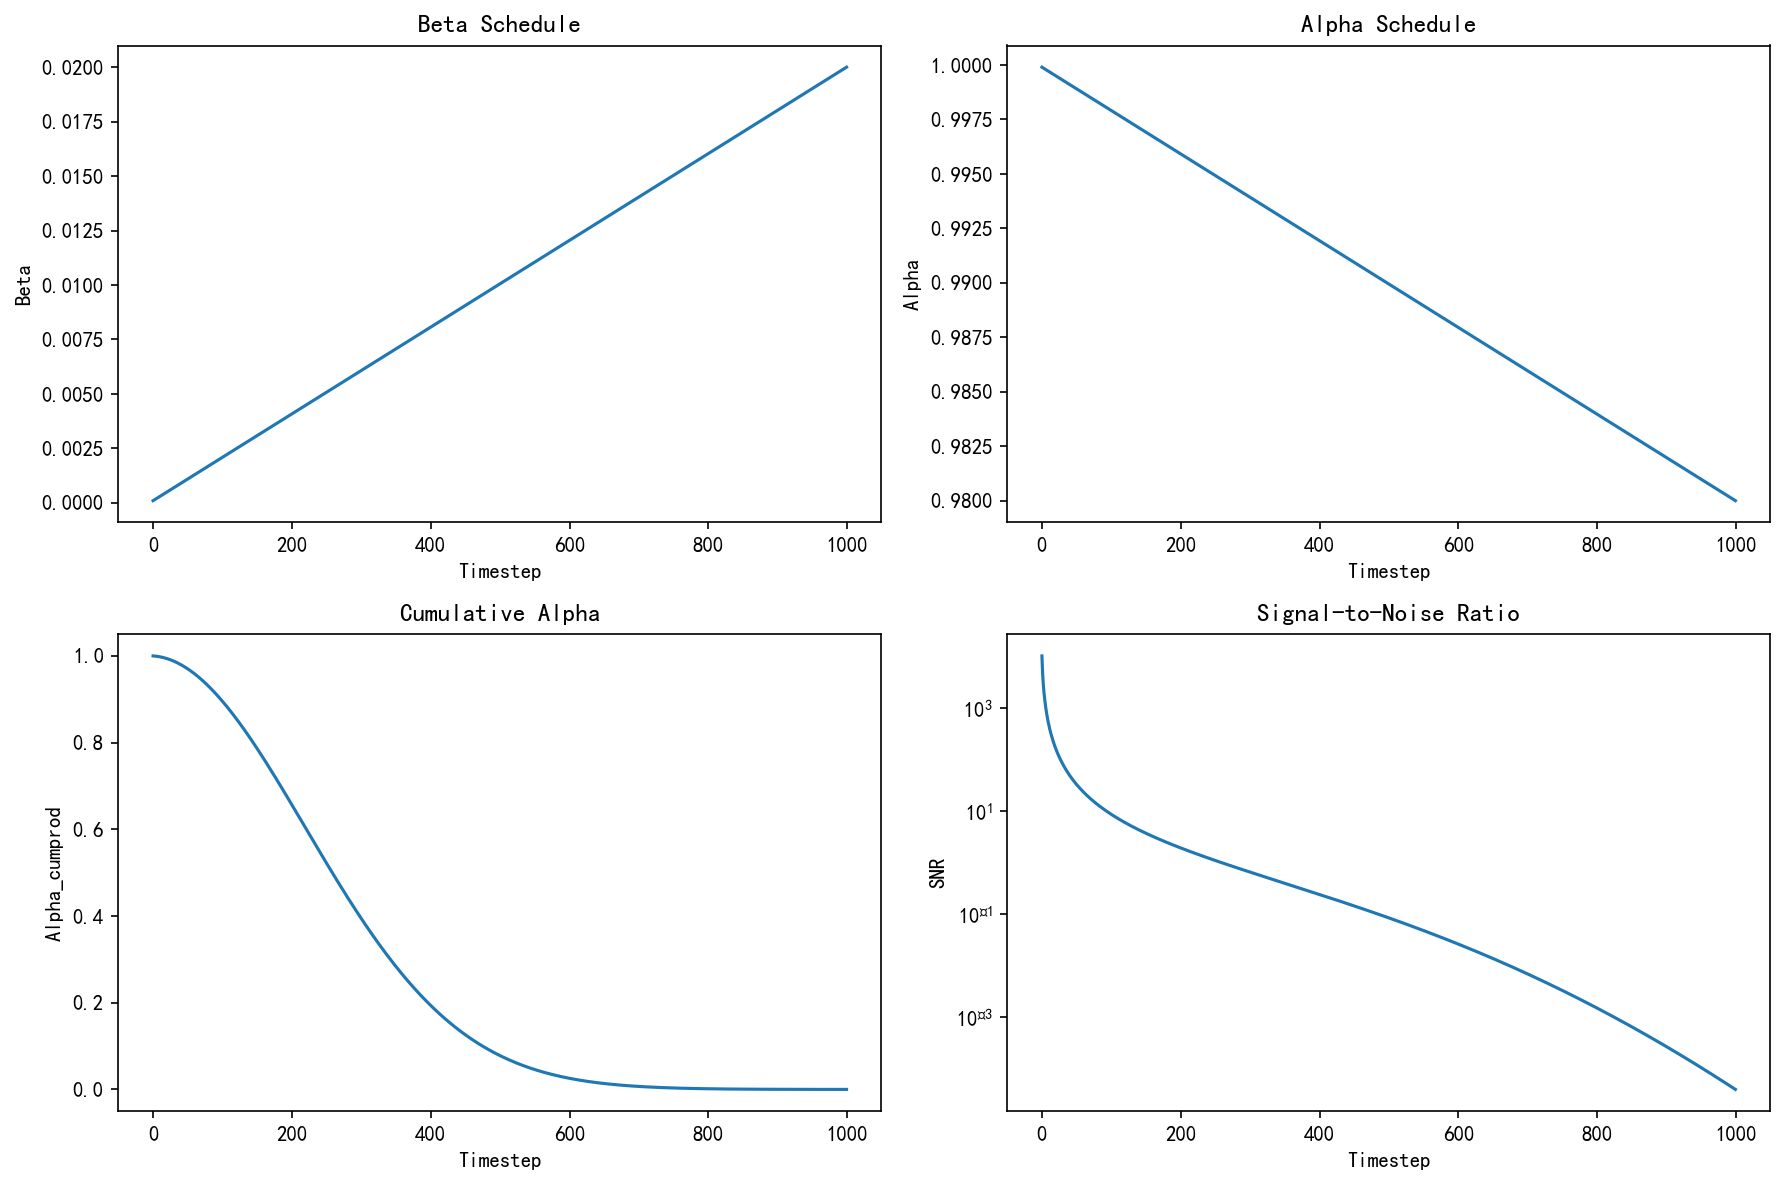 Beta Schedule
0.0200
0.0175
0.0150
0.0125
0.0100
0.0075
0.0050
0.0025
0.0000
Beta
0 200 400 600 800 1000
Timestep
Alpha Schedule
1.0000
0.9975
0.9950
0.9925
0.9900
0.9875
0.9850
0.9825
0.9800
Alpha
0 200 400 600 800 1000
Timestep
Cumulative Alpha
1.0
0.8
0.6
0.4
0.2
0.0
Alpha_cumprod
0 200 400 600 800 1000
Timestep
Signal-to-Noise Ratio
10³
10¹
10¤¹
10¤³
SNR
0 200 400 600 800 1000
Timestep